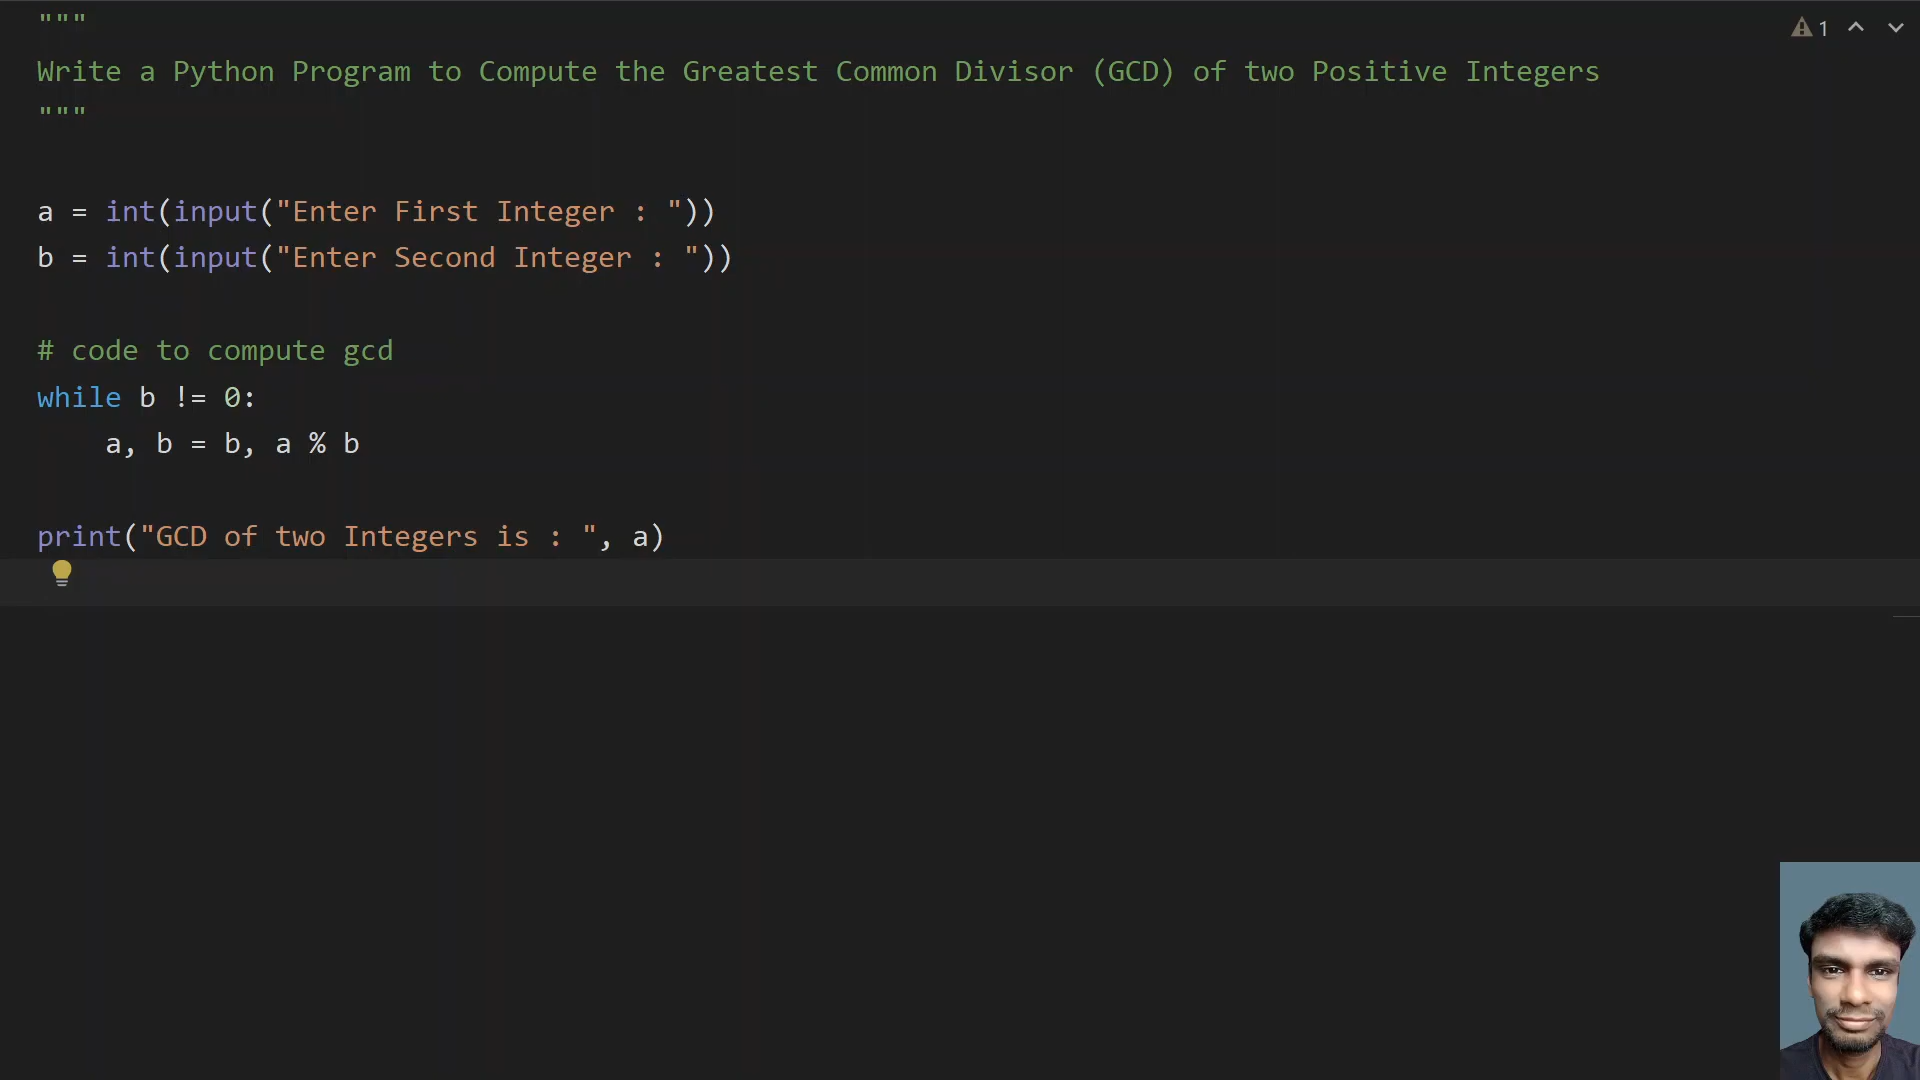 """
1
Write a Python Program to Compute the Greatest Common Divisor (GCD) of two Positive Integers
"""
a = int(input("Enter First Integer : "))
b = int(input("Enter Second Integer : "))
# code to compute gcd
while b != 0:
    a, b = b, a % b
print("GCD of two Integers is : ", a)